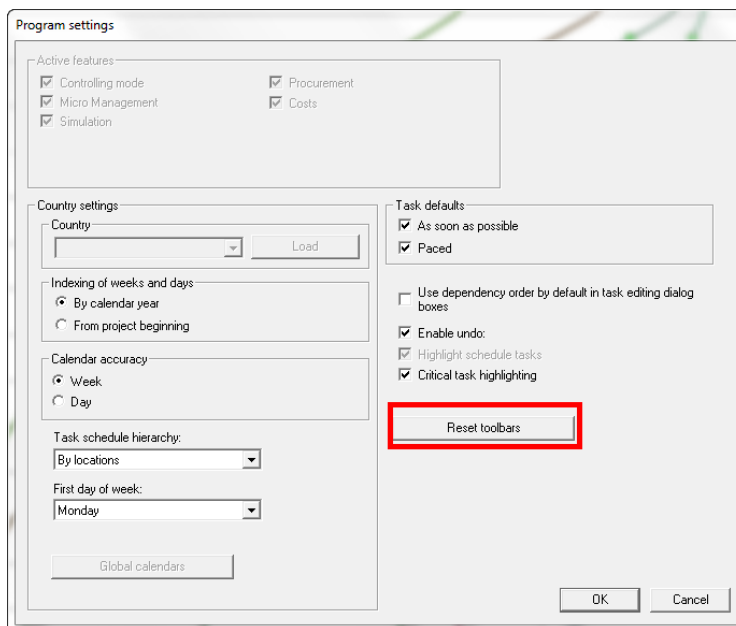 Program settings
Active features
Controlling mode
Procurement
Micro Management
Costs
Simulation
Country settings
Country
Load
Indexing of weeks and days
By calendar year
From project beginning
Calendar accuracy
Week
Day
Task schedule hierarchy:
By locations
First day of week:
Monday
Global calendars
Task defaults
As soon as possible
Paced
Use dependency order by default in task editing dialog
boxes
Enable undo:
Highlight schedule tasks
Critical task highlighting
Reset toolbars
OK
Cancel